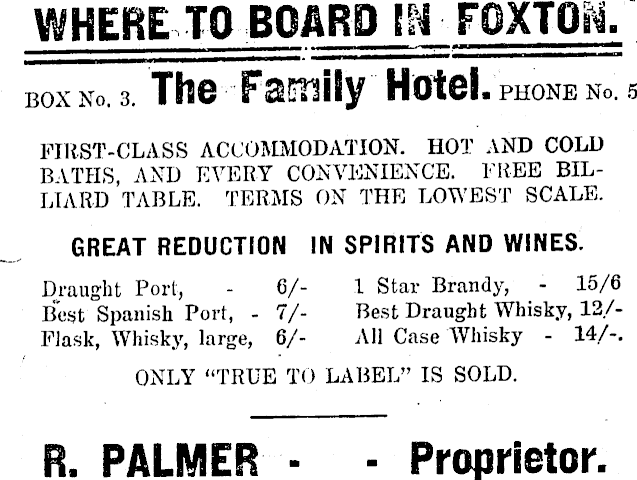 WHERE TO BOARD IN FOXTON.
BOX No. 3. The Family Hotel. PHONE No. 5
FIRST-CLASS ACCOMMODATION. HOT AND COLD
BATHS, AND EVERY CONVENIENCE. FREE BIL-
LIARD TABLE. TERMS ON THE LOWEST SCALE.
GREAT REDUCTION IN SPIRITS AND WINES.
Draught Port, - 6/- 1 Star Brandy, - 15/6
Best Spanish Port, - 7/- Best Draught Whisky, 12/-
Flask, Whisky, large, 6/- All Case Whisky - 14/-.
ONLY "TRUE TO LABEL" IS SOLD.
R. PALMER - - Proprietor.